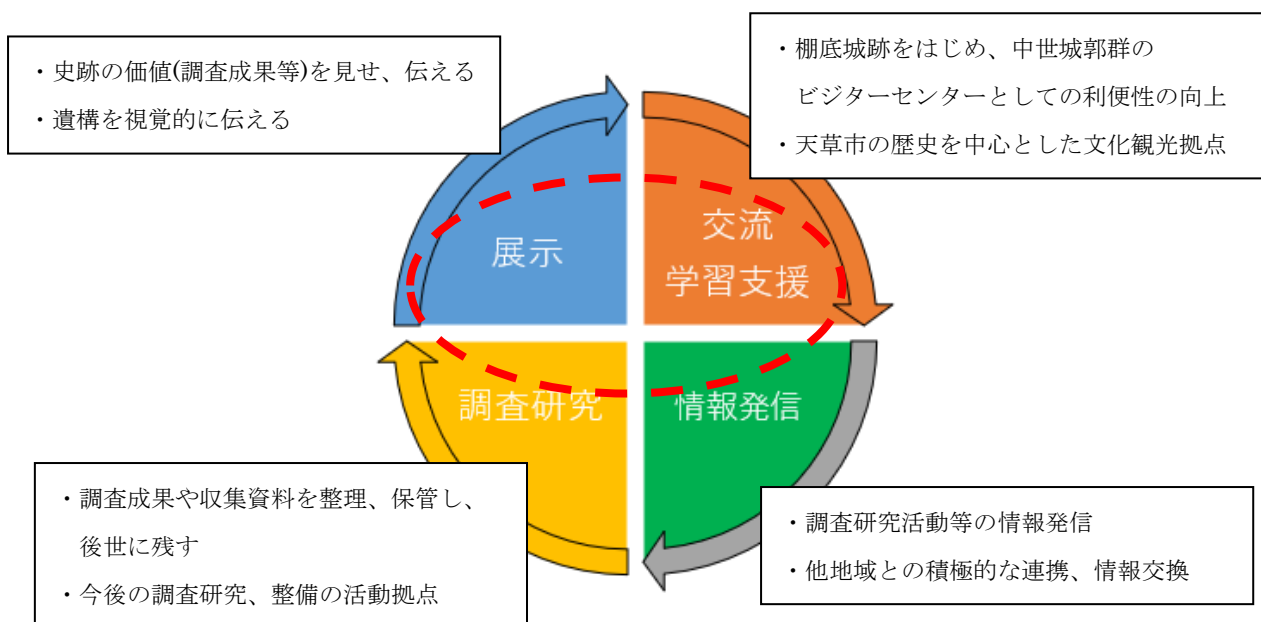 ・史跡の価値(調査成果等)を見せ、伝える
・遺構を視覚的に伝える
・棚底城跡をはじめ、中世城郭群の
ビジターセンターとしての利便性の向上
・天草市の歴史を中心とした文化観光拠点
展示
交流
学習支援
調査研究
情報発信
・調査成果や収集資料を整理、保管し、
後世に残す
・今後の調査研究、整備の活動拠点
・調査研究活動等の情報発信
・他地域との積極的な連携、情報交換